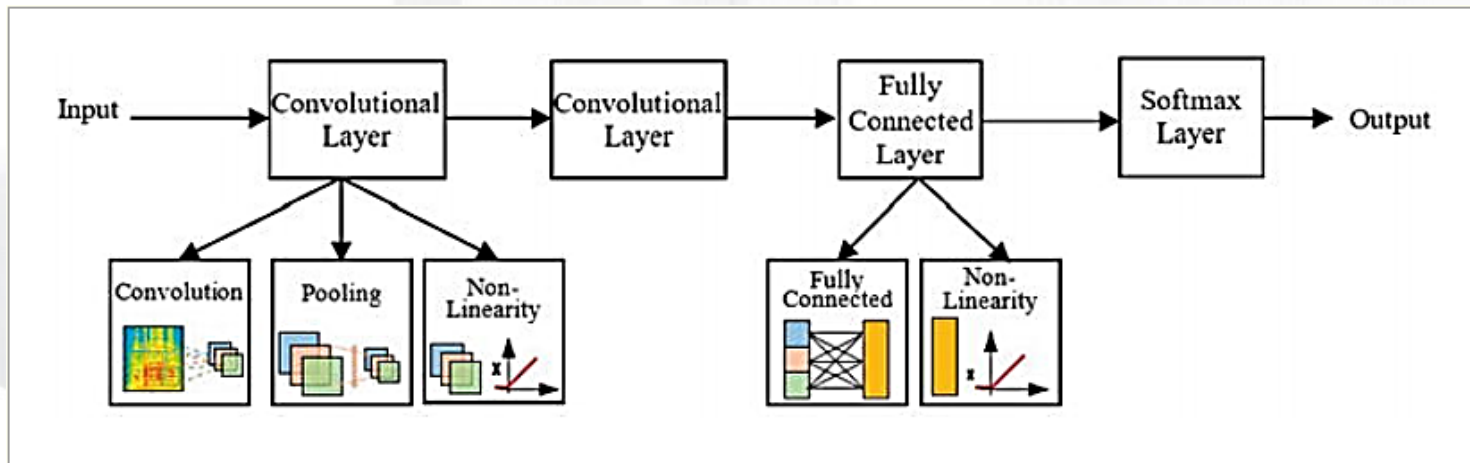 Input
Convolutional
Layer
Convolutional
Layer
Fully
Connected
Layer
Softmax
Layer
Output
Convolution
Pooling
Non-
Linearity
x
Fully
Connected
Non-
Linearity
x